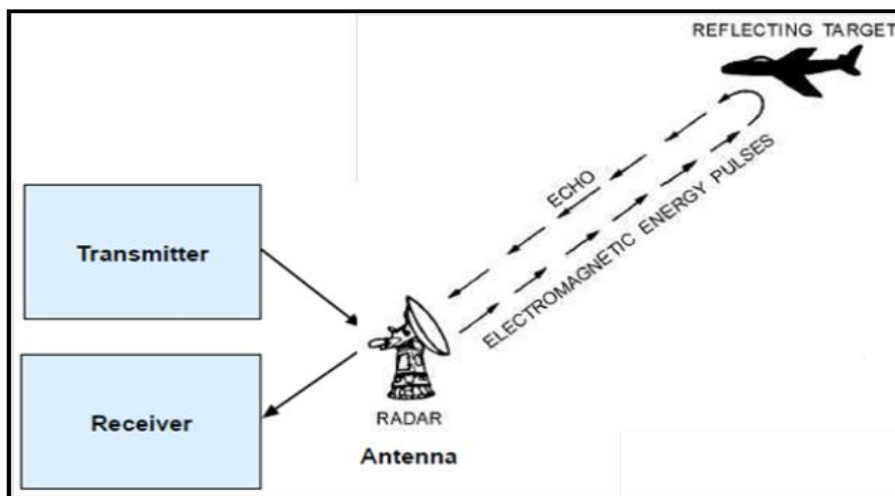 REFLECTING TARGET
ECHO
ELECTROMAGNETIC ENERGY PULSES
Transmitter
Receiver
RADAR
Antenna